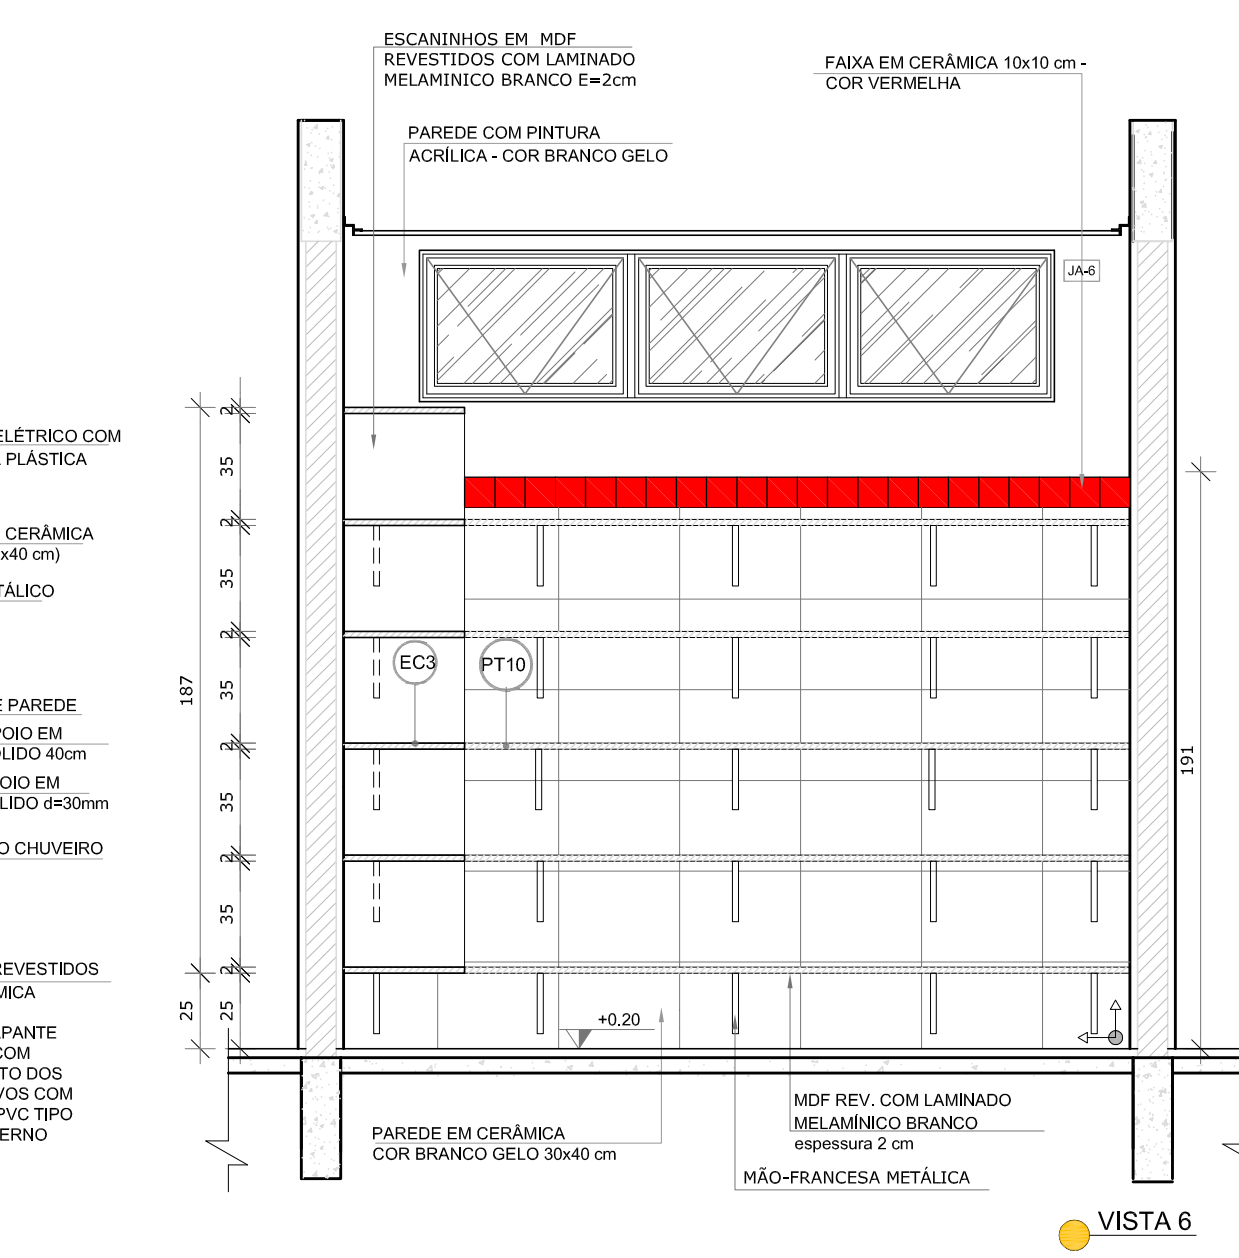 ESCANINHOS EM MDF
REVESTIDOS COM LAMINADO
MELAMINICO BRANCO E=2cm
FAIXA EM CERÂMICA 10x10 cm -
COR VERMELHA
PAREDE COM PINTURA
ACRÍLICA - COR BRANCO GELO
JA-6
ELÉTRICO COM
PLÁSTICA
CERÂMICA
x40 cm)
TÁLICO
E PAREDE
POIO EM
ÓLIDO 40cm
OIO EM
LIDO d=30mm
O CHUVEIRO
REVESTIDOS
MICA
APANTE
COM
TO DOS
VOS COM
PVC TIPO
ERNO
2
35
2
35
2
35
2
35
2
35
2
25
187
25
191
EC3
PT10
+0.20
PAREDE EM CERÂMICA
COR BRANCO GELO 30x40 cm
MDF REV. COM LAMINADO
MELAMÍNICO BRANCO
espessura 2 cm
MÃO-FRANCESA METÁLICA
VISTA 6